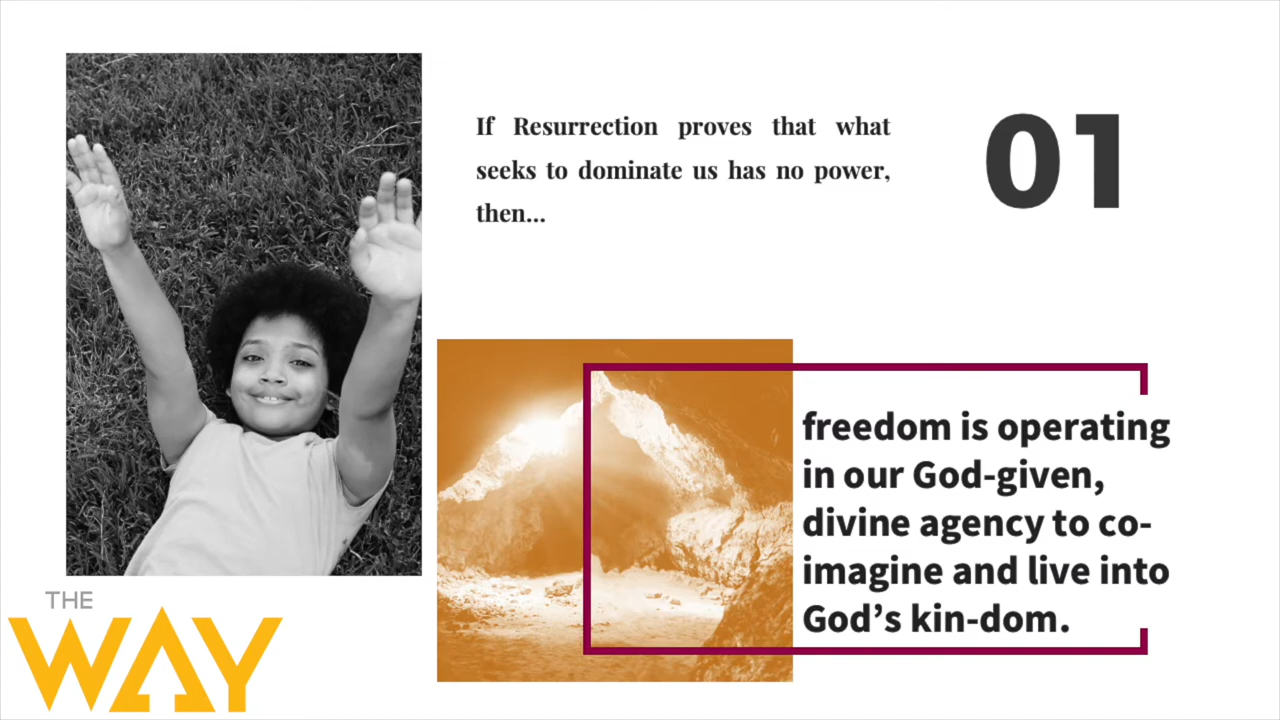 If Resurrection proves that what
seeks to dominate us has no power,
then...
01
freedom is operating
in our God-given,
divine agency to co-
imagine and live into
God’s kin-dom.
THE
WAY